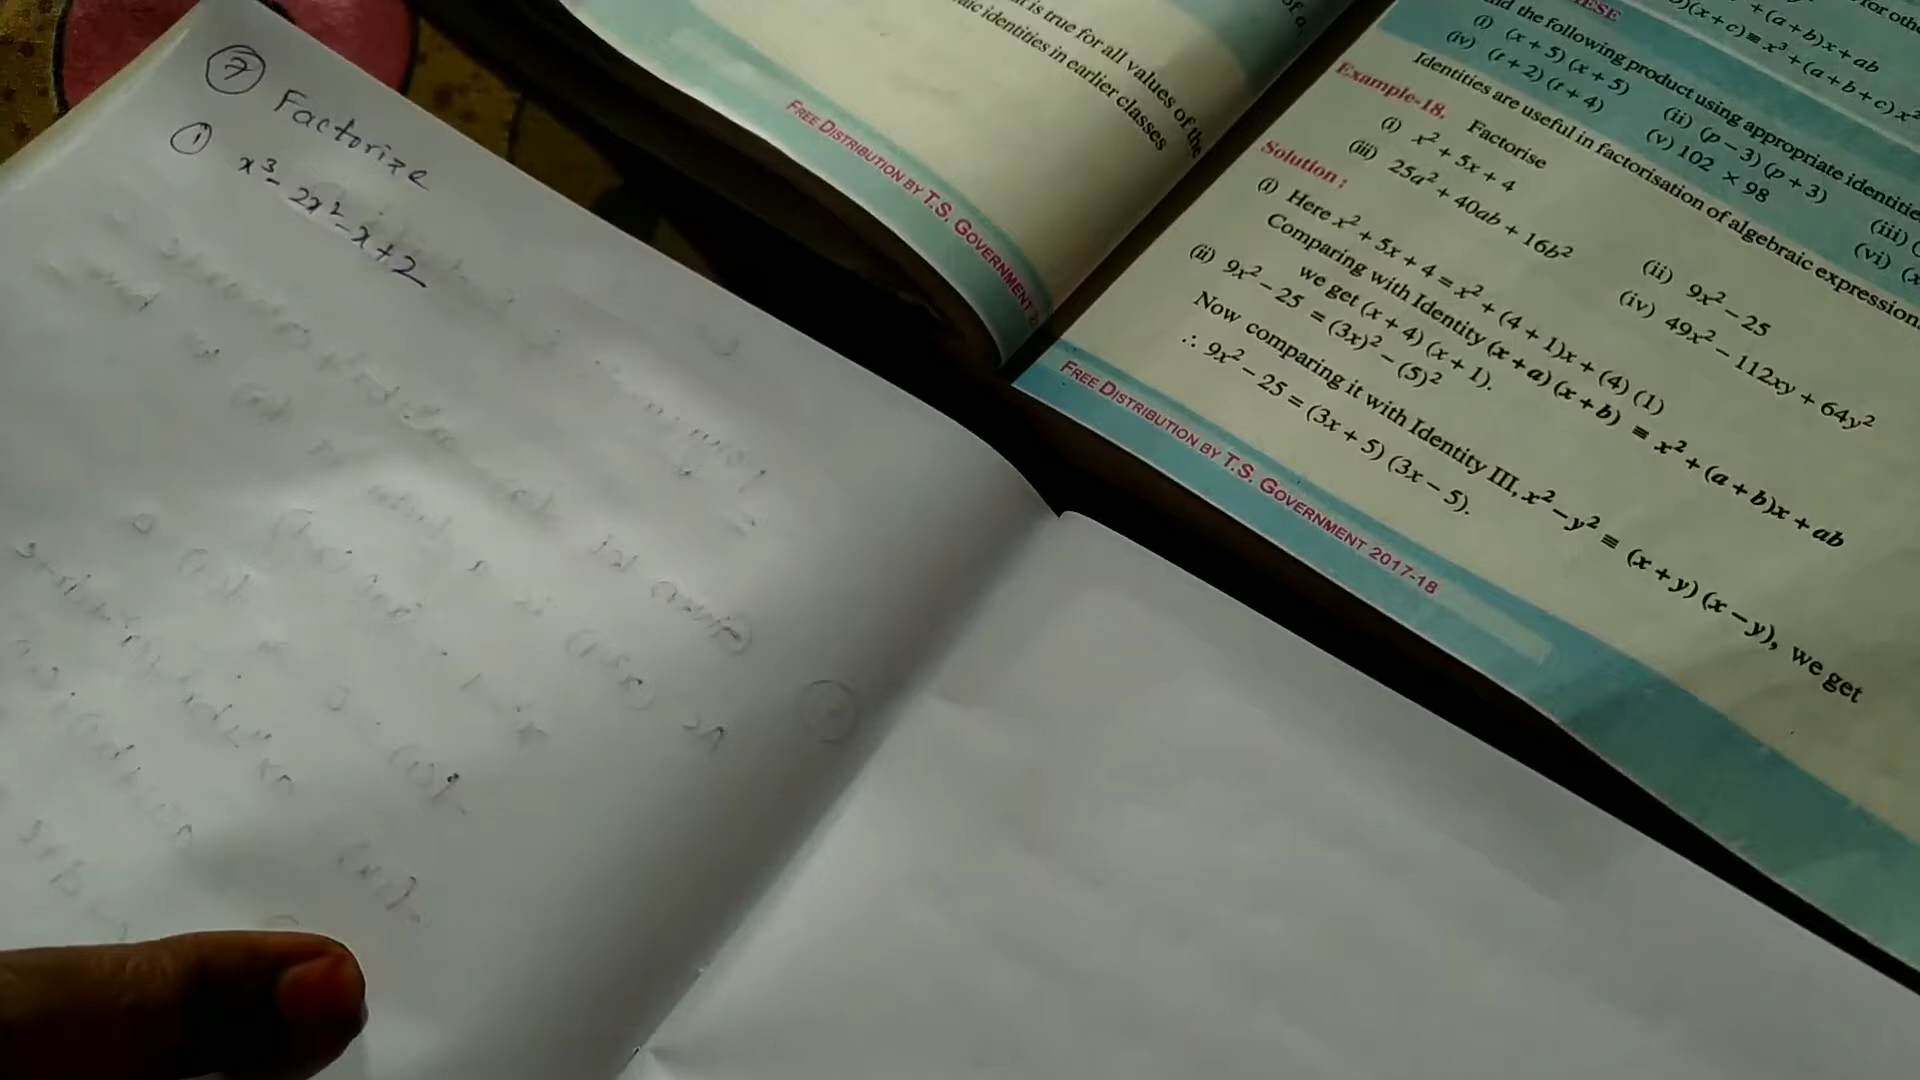 ⑦ Factorize
① x³ - 2x² - x + 2
is true for all values of the
identities in earlier classes
FREE DISTRIBUTION BY T.S. GOVERNMENT
+ (a + b)x + ab
)(x + c) ≡ x³ + (a + b + c) x²
the following product using appropriate
(i) (x + 5) (x + 5) (ii) (p − 3) (p + 3) (iii)
(iv) (t + 2) (t + 4) (v) 102 × 98 (vi)
Identities are useful in factorisation of algebraic expression
Example-18. Factorise
(i) x² + 5x + 4 (ii) 9x² − 25
(iii) 25a² + 40ab + 16b² (iv) 49x² − 112xy + 64y²
Solution :
(i) Here x² + 5x + 4 = x² + (4 + 1)x + (4) (1)
Comparing with Identity (x + a) (x + b) ≡ x² + (a + b)x + ab
we get (x + 4) (x + 1).
(ii) 9x² − 25 = (3x)² − (5)²
Now comparing it with Identity III, x² − y² ≡ (x + y) (x − y), we get
∴ 9x² − 25 = (3x + 5) (3x − 5).
FREE DISTRIBUTION BY T.S. GOVERNMENT 2017-18